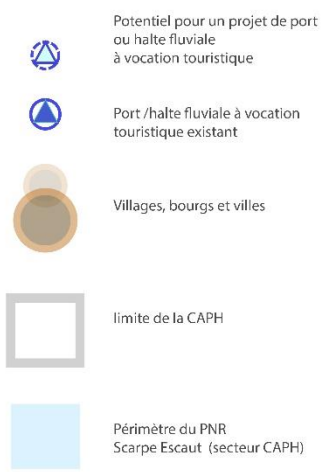 Potentiel pour un projet de port
ou halte fluviale
à vocation touristique
Port /halte fluviale à vocation
touristique existant
Villages, bourgs et villes
limite de la CAPH
Périmètre du PNR
Scarpe Escaut (secteur CAPH)